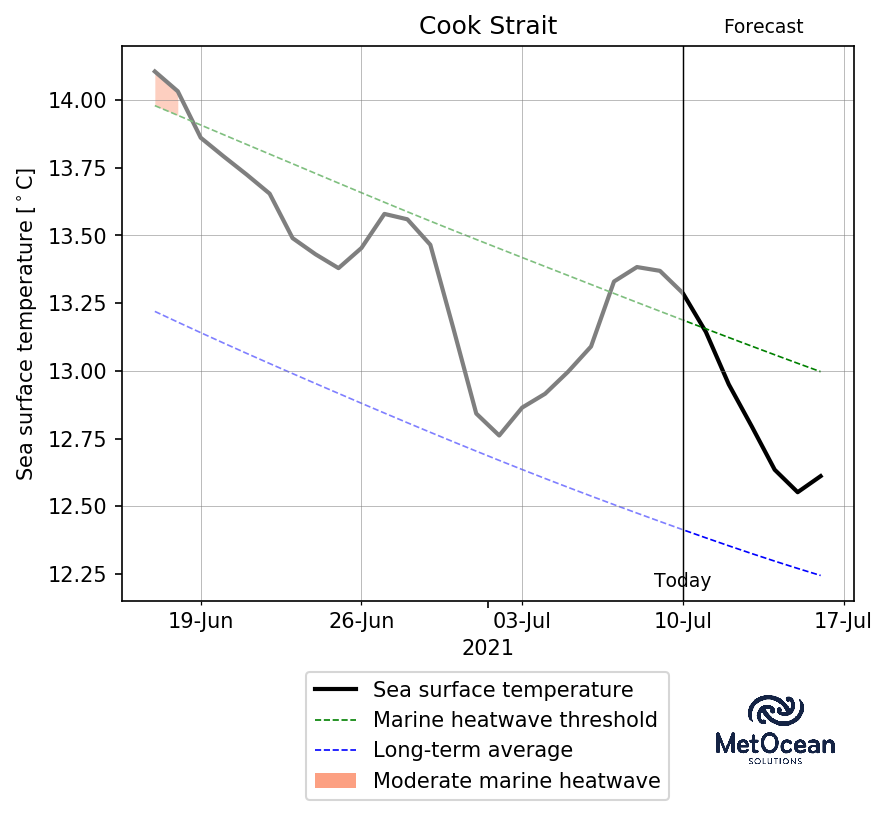 Cook Strait
Forecast
Sea surface temperature [°C]
14.00
13.75
13.50
13.25
13.00
12.75
12.50
12.25
Today
19-Jun
26-Jun
03-Jul
10-Jul
17-Jul
2021
Sea surface temperature
Marine heatwave threshold
Long-term average
Moderate marine heatwave
MetOcean
SOLUTIONS